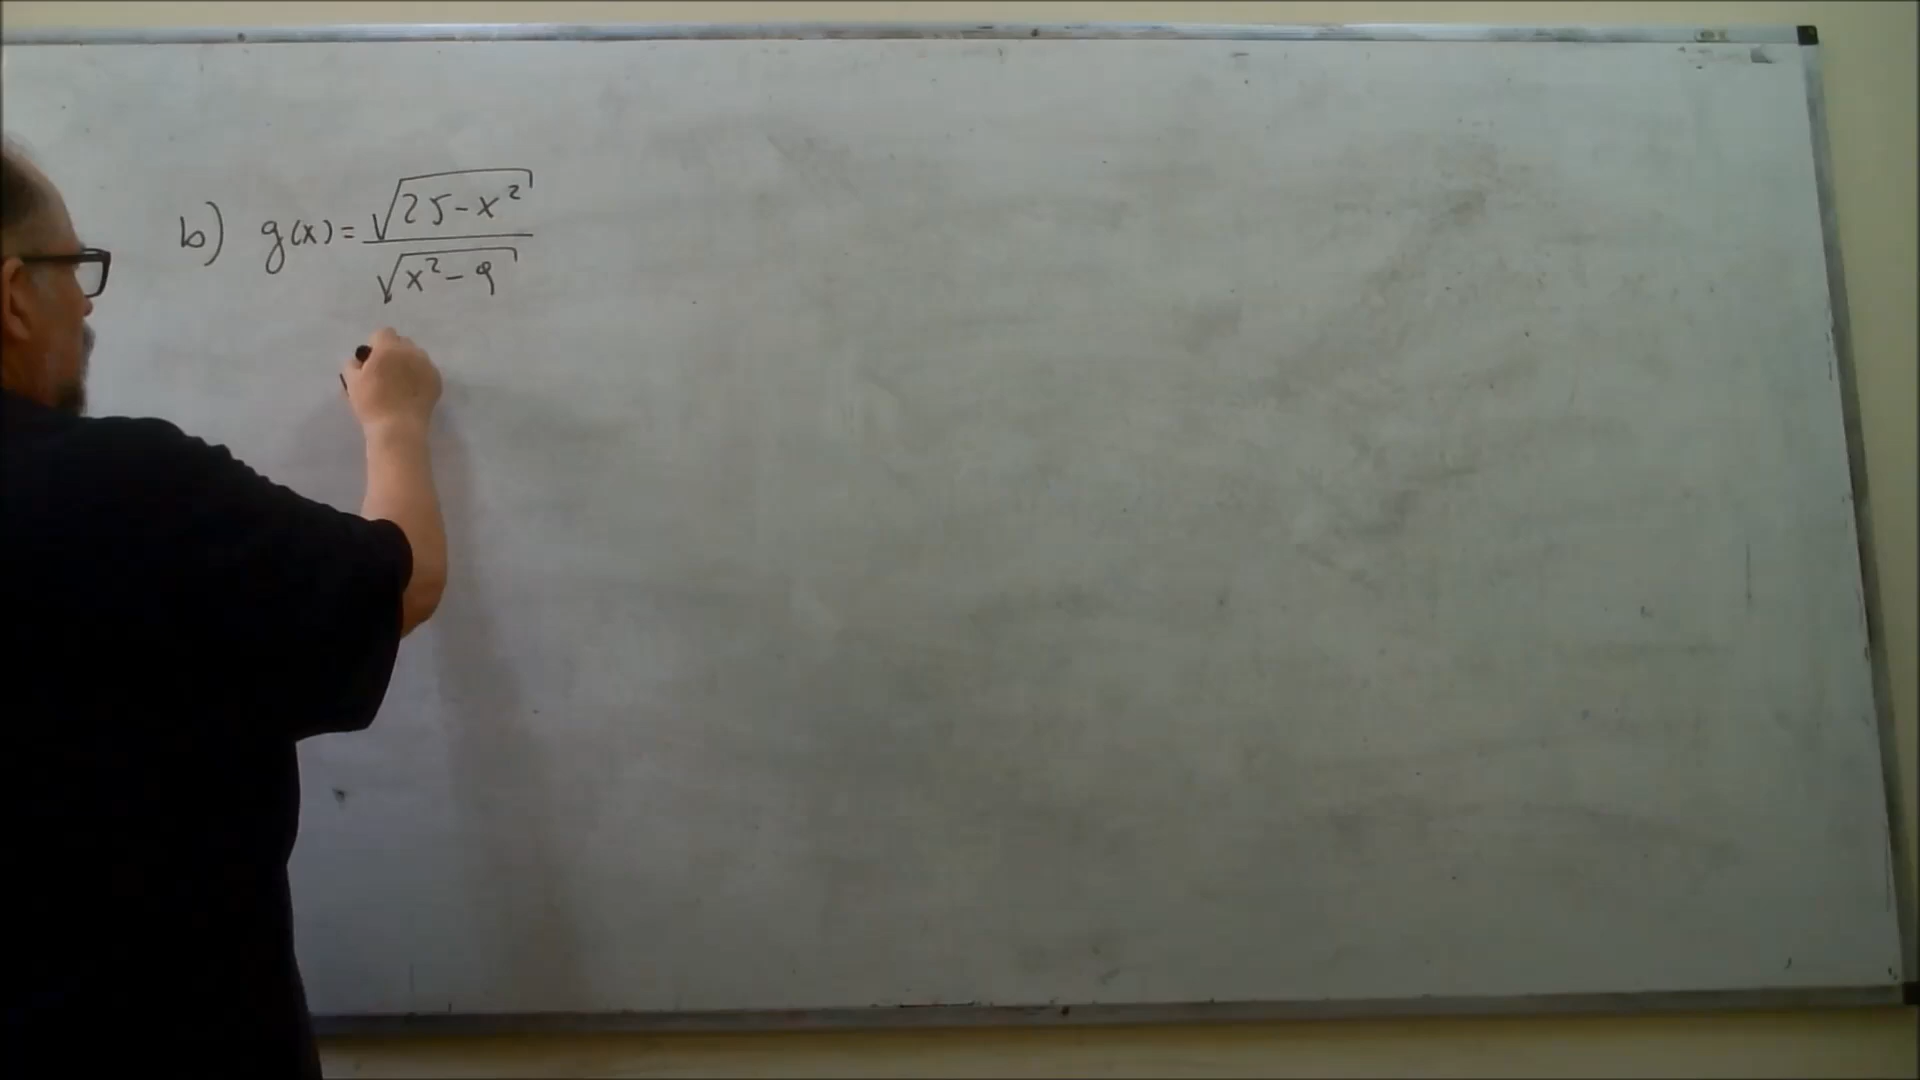 b) g(x) = √(25-x²) / √(x²-9)